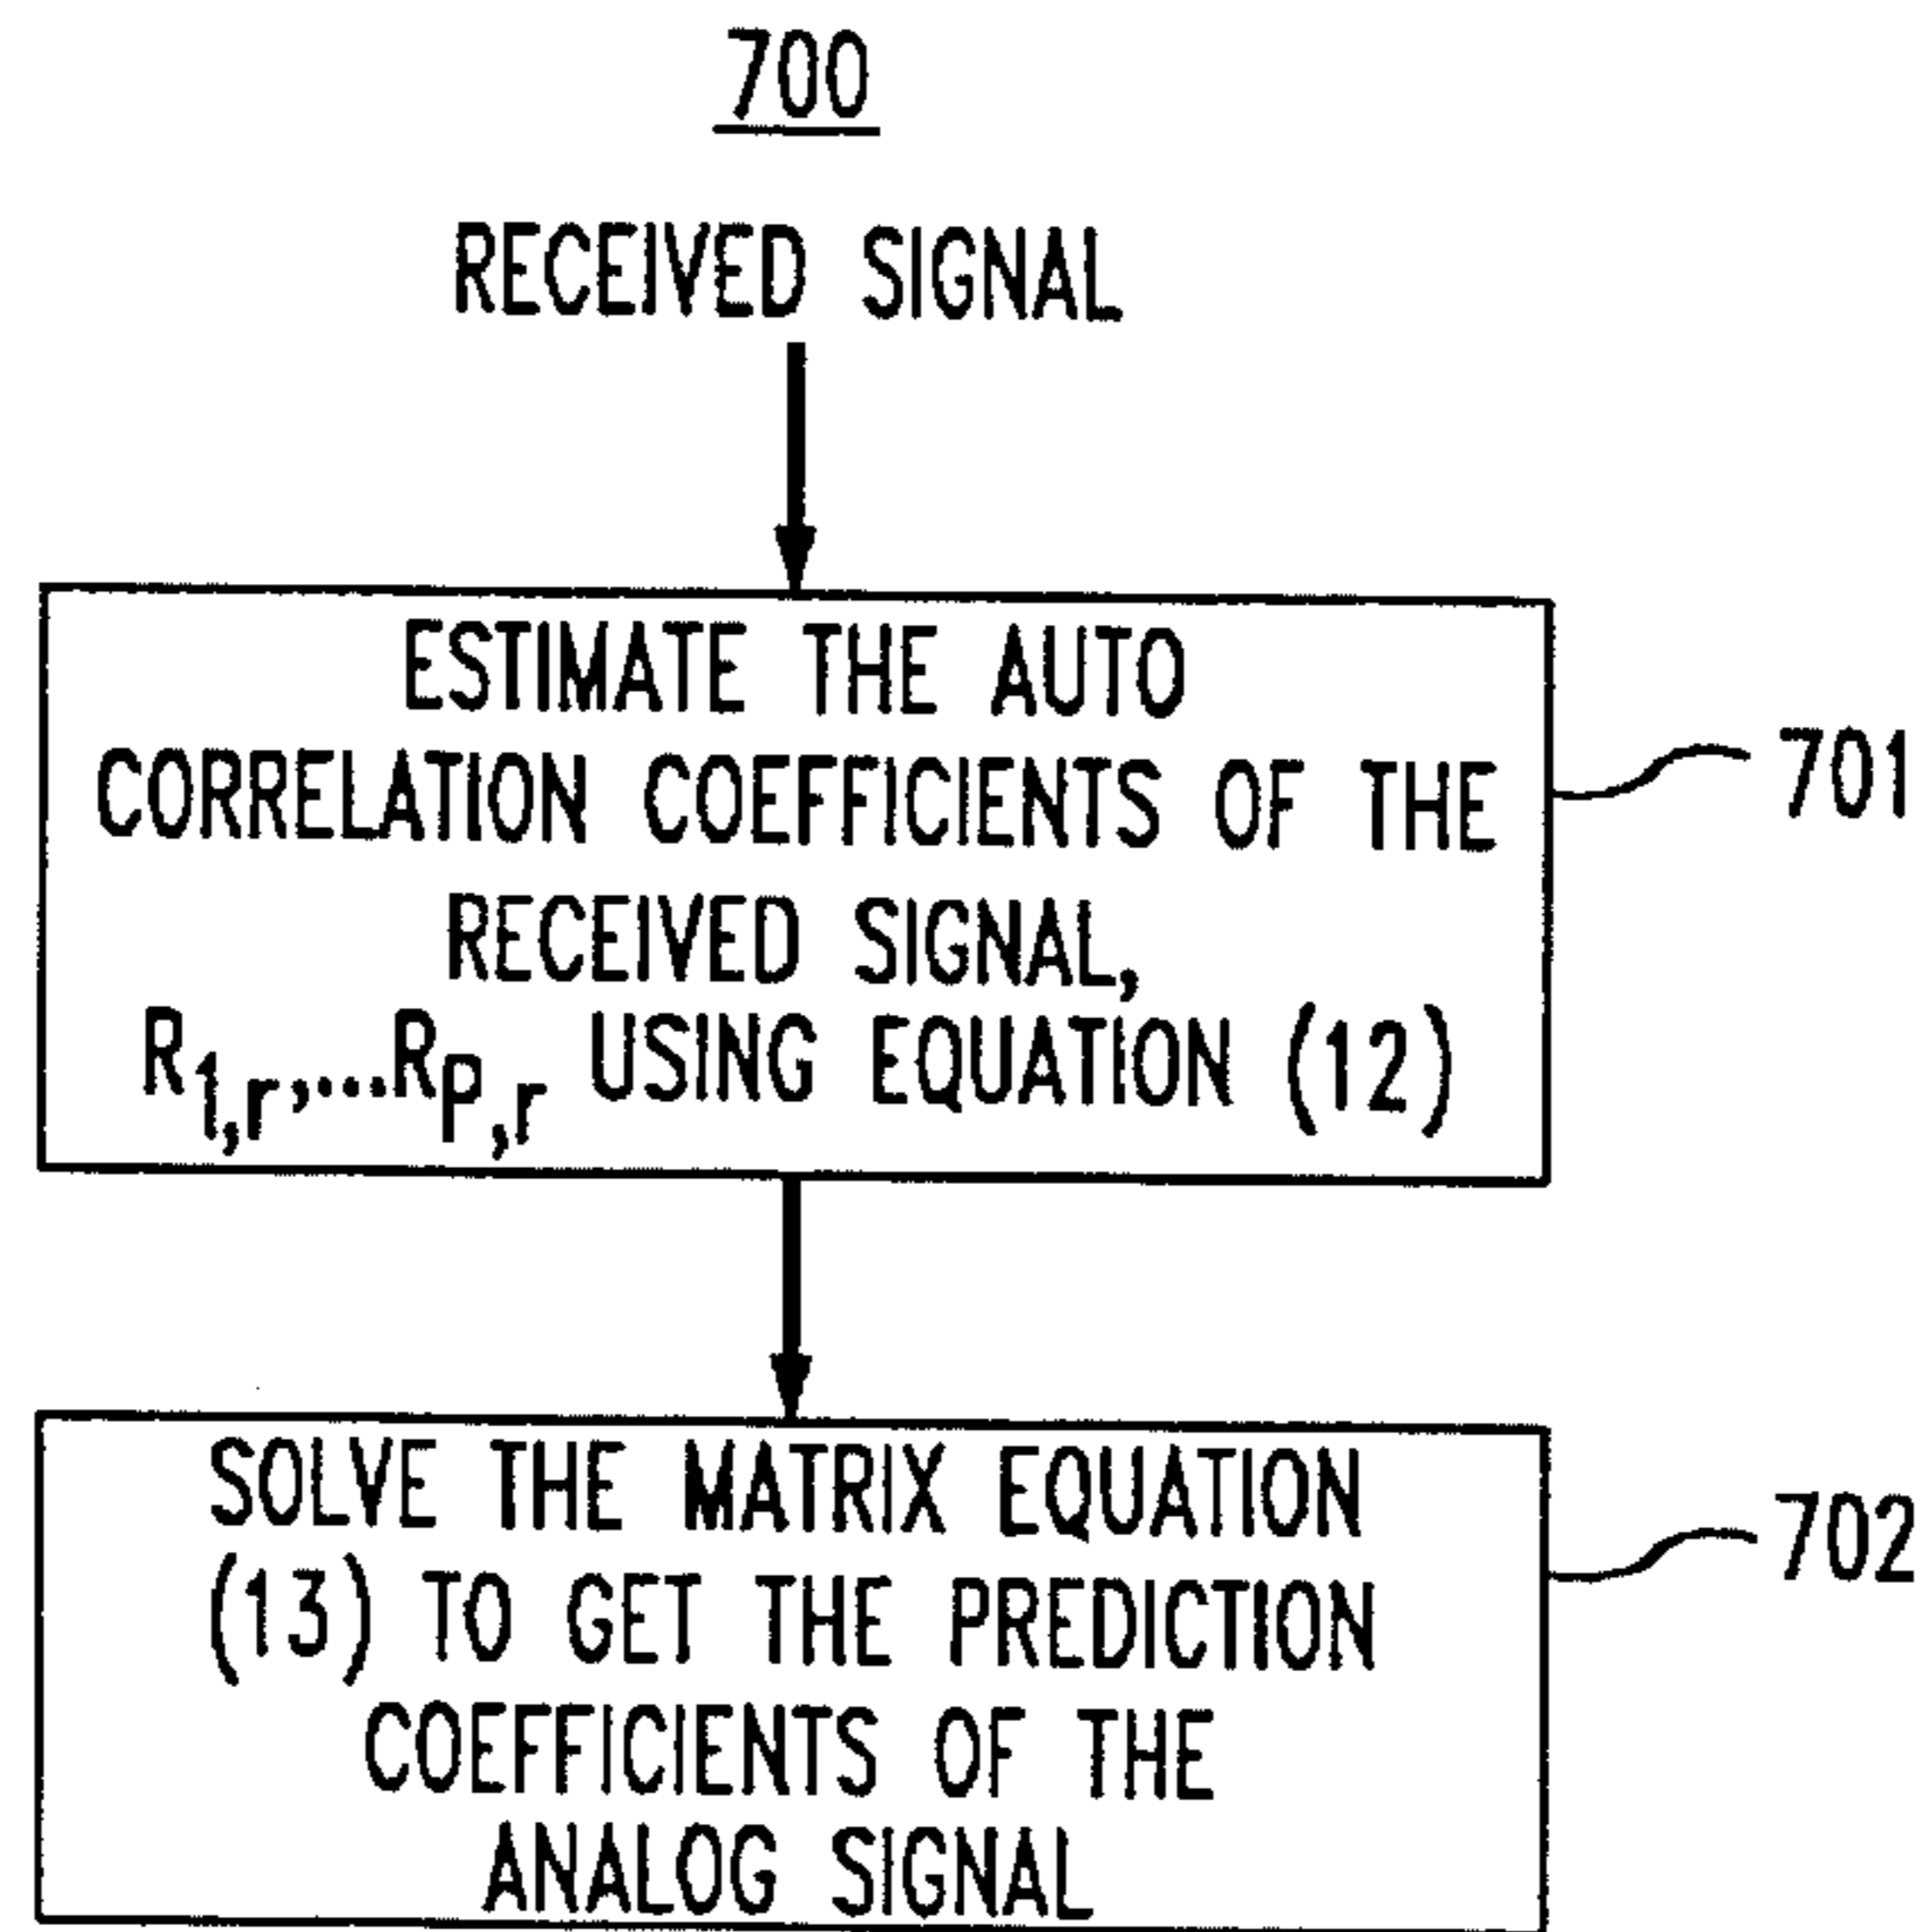 700
RECEIVED SIGNAL
ESTIMATE THE AUTO
CORRELATION COEFFICIENTS OF THE
RECEIVED SIGNAL,
R1,r,...RP,r USING EQUATION (12)
701
SOLVE THE MATRIX EQUATION
(13) TO GET THE PREDICTION
COEFFICIENTS OF THE
ANALOG SIGNAL
702